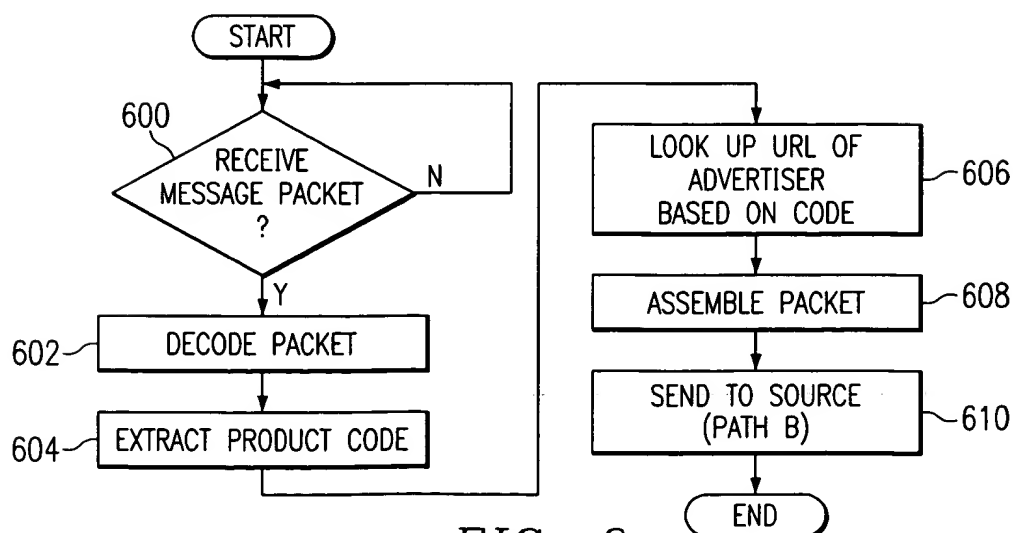 START
600
RECEIVE
MESSAGE PACKET
?
N
Y
602
DECODE PACKET
604
EXTRACT PRODUCT CODE
LOOK UP URL OF
ADVERTISER
BASED ON CODE
606
ASSEMBLE PACKET
608
SEND TO SOURCE
(PATH B)
610
END